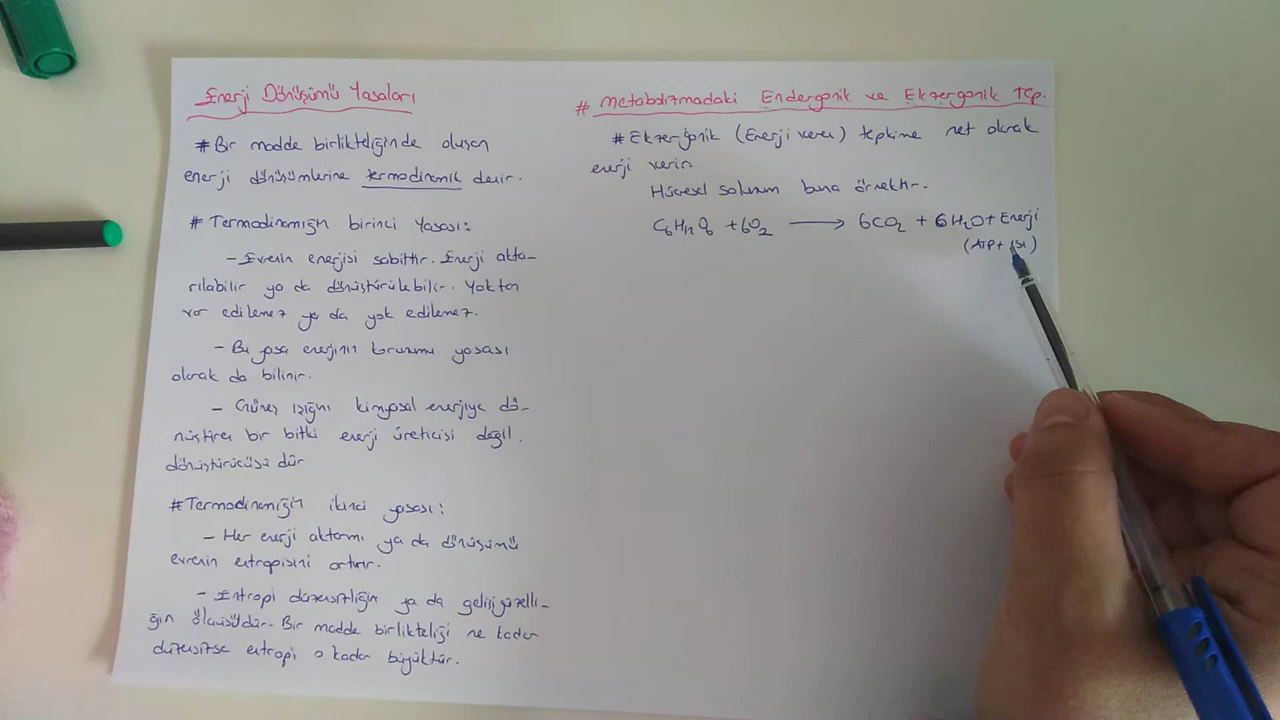 Enerji Dönüşümü Yasaları
# Bir madde birlikteliğinde oluşan
enerji dönüşümlerine termodinamik denir.
# Termodinamiğin birinci Yasası:
- Evrenin enerjisi sabittir. Enerji akta-
rılabilir ya da dönüştürülebilir. Yoktan
var edilemez ya da yok edilemez.
- Bu yasa enerjinin korunumu yasası
olarak da bilinir.
- Güneş ışığını kimyasal enerjiye dö-
nüştüren bir bitki enerji üreticisi değil,
dönüştürücüsüdür
# Termodinamiğin ikinci yasası:
- Her enerji aktarımı ya da dönüşümü
evrenin entropisini artırır.
- Entropi düzensizliğin ya da gelişigüzelli-
ğin ölçüsüdür. Bir madde birlikteliği ne kadar
düzensizse entropi o kadar büyüktür.
# Metabolizmadaki Endergonik ve Ekzergonik Tep.
# Ekzerjonik (Enerji veren) tepkime net olarak
enerji verir.
Hücresel solunum buna örnektir.
C6H12O6 + 6O2 → 6CO2 + 6H2O + Enerji
(ATP + ISI)